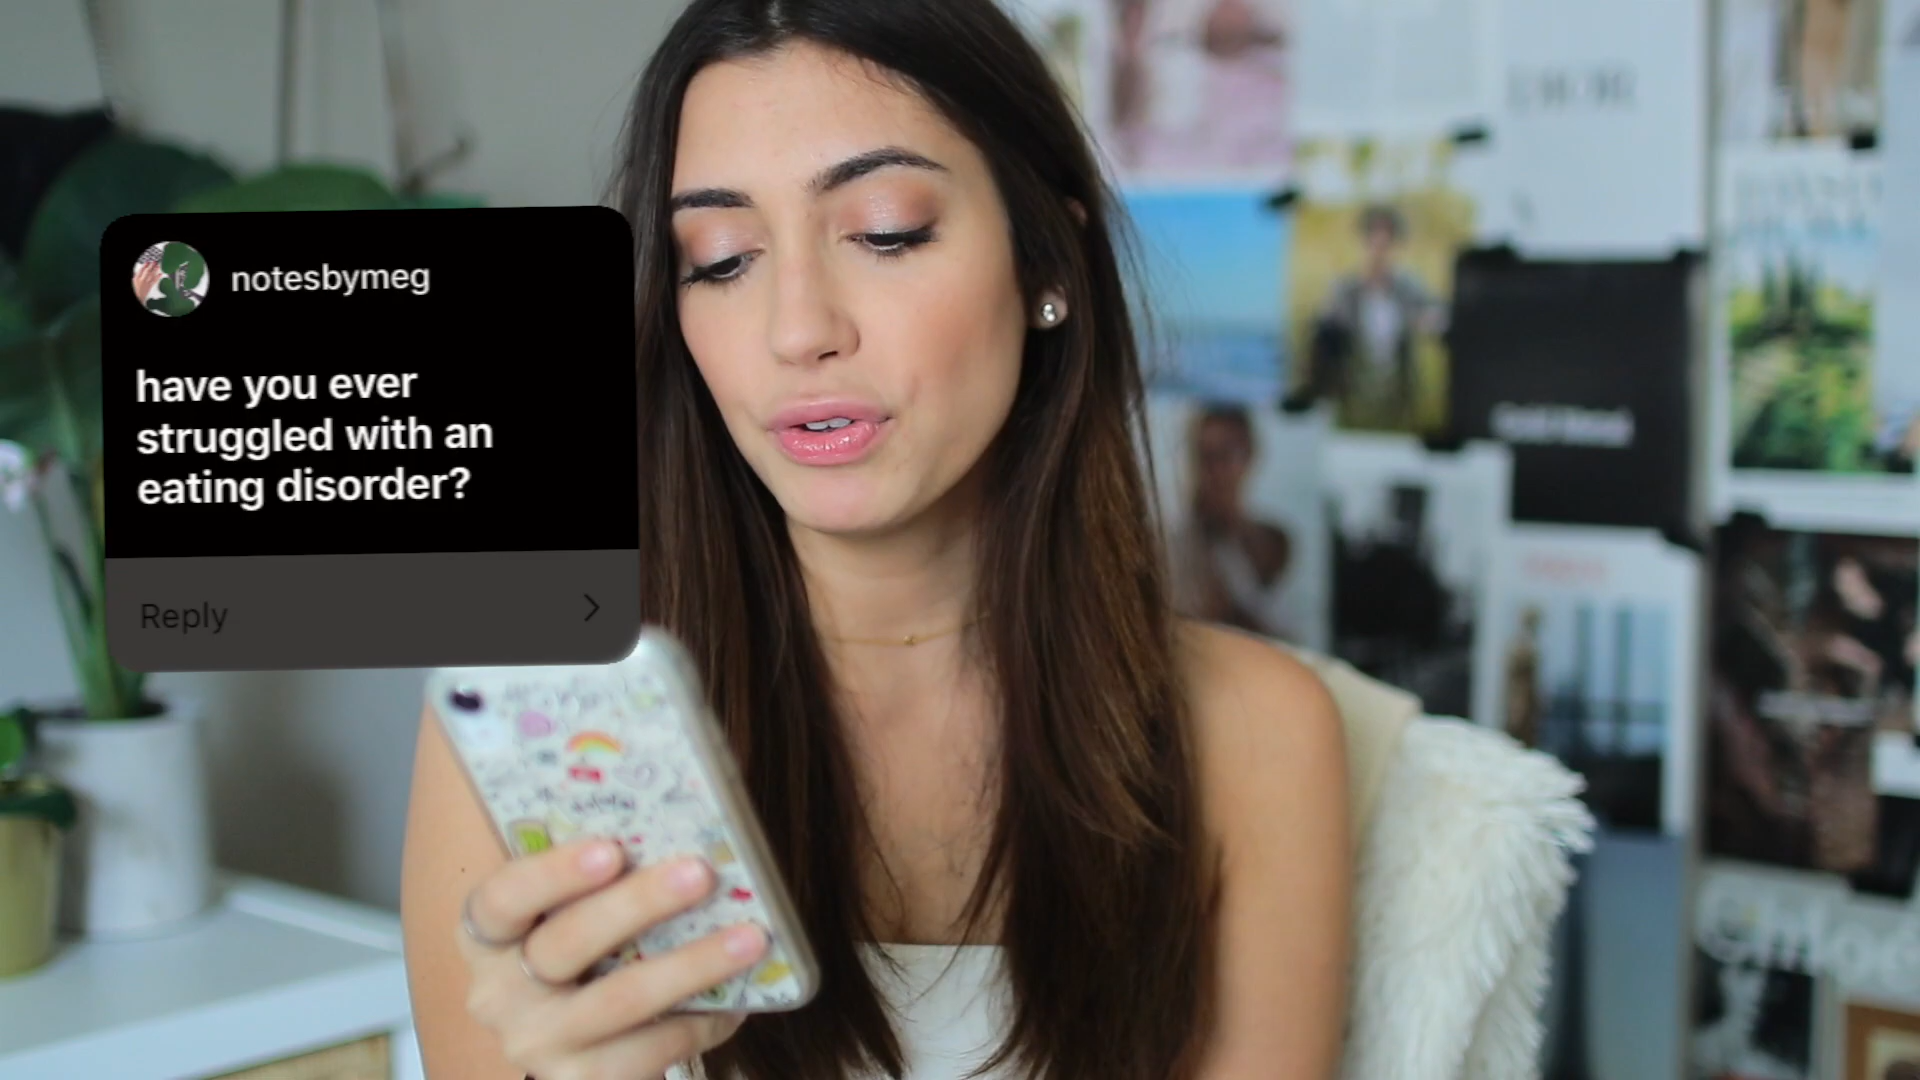 notesbymeg
have you ever
struggled with an
eating disorder?
Reply